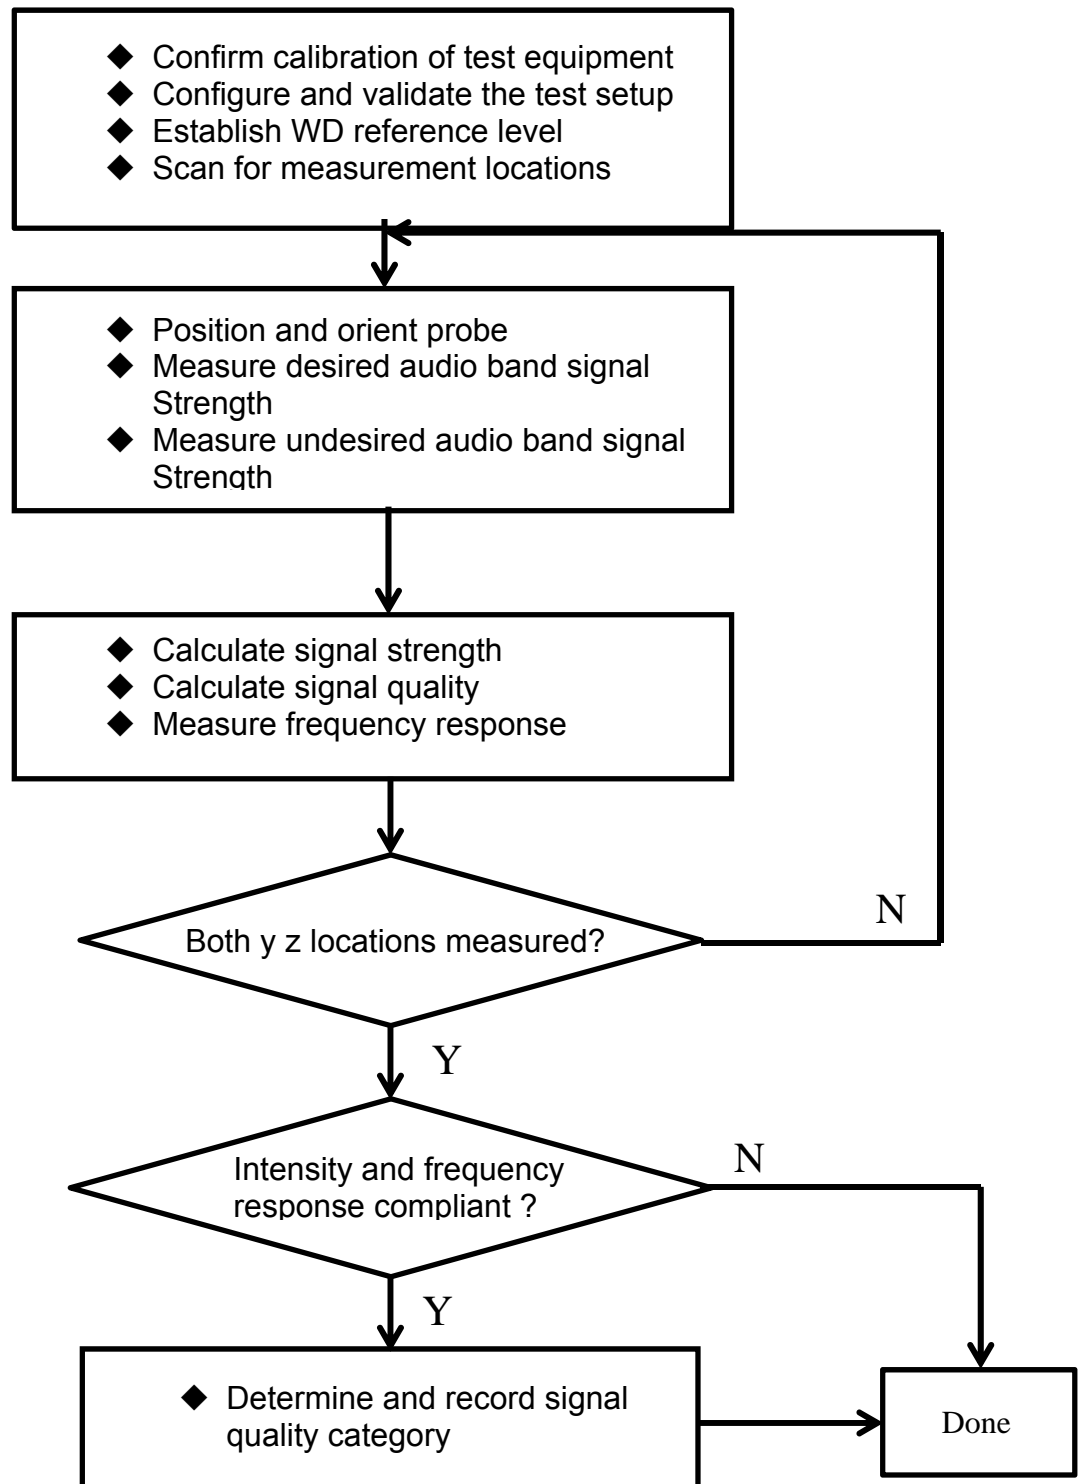 ◆ Confirm calibration of test equipment
◆ Configure and validate the test setup
◆ Establish WD reference level
◆ Scan for measurement locations
◆ Position and orient probe
◆ Measure desired audio band signal
Strength
◆ Measure undesired audio band signal
Strength
◆ Calculate signal strength
◆ Calculate signal quality
◆ Measure frequency response
Both y z locations measured?
N
Y
Intensity and frequency
response compliant ?
N
Y
◆ Determine and record signal
quality category
Done